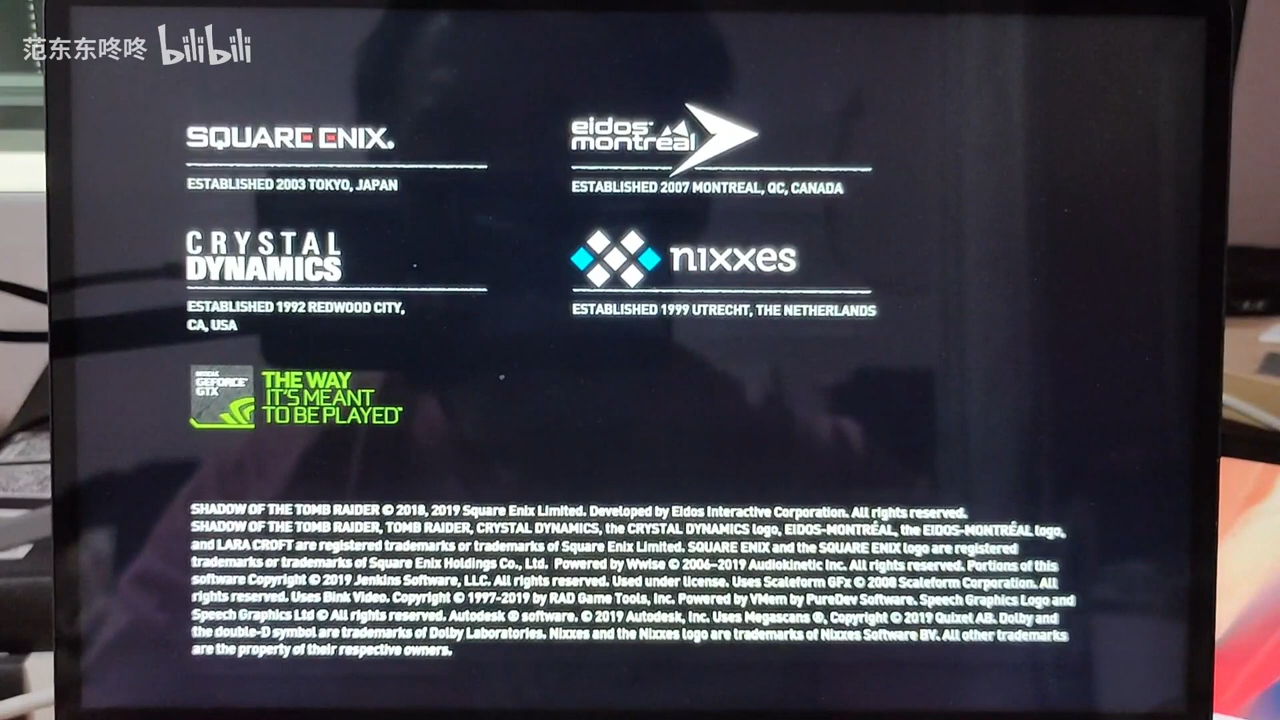 范东东咚咚 bilibili
SQUARE ENIX.
ESTABLISHED 2003 TOKYO, JAPAN
eidos
montréal
ESTABLISHED 2007 MONTREAL, QC, CANADA
CRYSTAL
DYNAMICS
ESTABLISHED 1992 REDWOOD CITY,
CA, USA
nixxes
ESTABLISHED 1999 UTRECHT, THE NETHERLANDS
GEFORCE
GTX
THE WAY
IT'S MEANT
TO BE PLAYED™
SHADOW OF THE TOMB RAIDER © 2018, 2019 Square Enix Limited. Developed by Eidos Interactive Corporation. All rights reserved.
SHADOW OF THE TOMB RAIDER, TOMB RAIDER, CRYSTAL DYNAMICS, the CRYSTAL DYNAMICS logo, EIDOS-MONTRÉAL, the EIDOS-MONTRÉAL logo,
and LARA CROFT are registered trademarks or trademarks of Square Enix Limited. SQUARE ENIX and the SQUARE ENIX logo are registered
trademarks or trademarks of Square Enix Holdings Co., Ltd. Powered by Wwise © 2006–2019 Audiokinetic Inc. All rights reserved. Portions of this
software Copyright © 2019 Jenkins Software, LLC. All rights reserved. Used under license. Uses Scaleform GFx © 2008 Scaleform Corporation. All
rights reserved. Uses Bink Video. Copyright © 1997-2019 by RAD Game Tools, Inc. Powered by VMem by PureDev Software. Speech Graphics Logo and
Speech Graphics Ltd © All rights reserved. Autodesk ® software. © 2019 Autodesk, Inc. Uses Megascans ®, Copyright © 2019 Quixel AB. Dolby and
the double-D symbol are trademarks of Dolby Laboratories. Nixxes and the Nixxes logo are trademarks of Nixxes Software BV. All other trademarks
are the property of their respective owners.